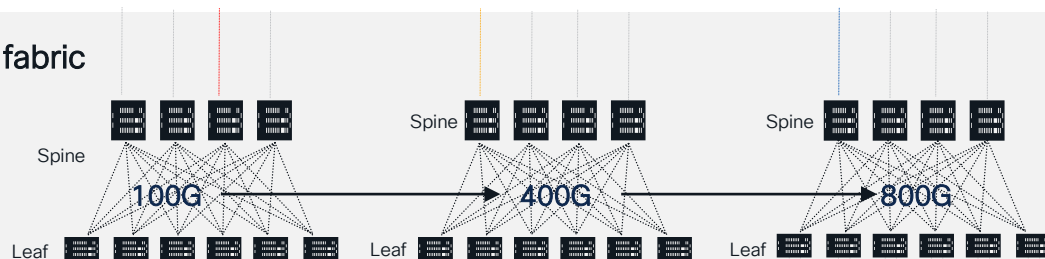 fabric
Spine
Spine
Spine
100G
400G
800G
Leaf
Leaf
Leaf